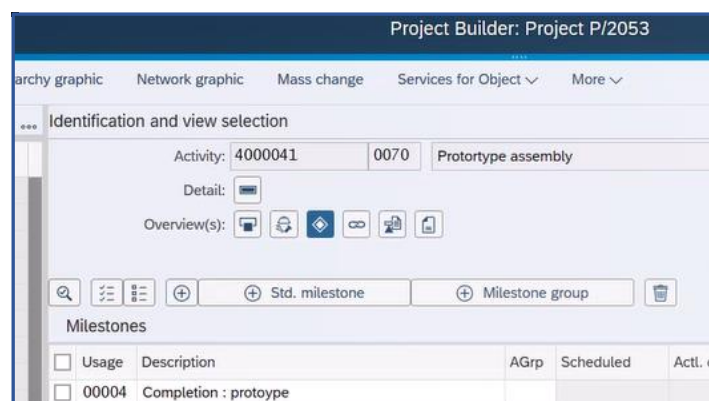 Project Builder: Project P/2053
archy graphic Network graphic Mass change Services for Object More
Identification and view selection
Activity: 4000041 0070 Protortype assembly
Detail:
Overview(s):
Std. milestone Milestone group
Milestones
Usage Description AGrp Scheduled Actl.
00004 Completion : protoype